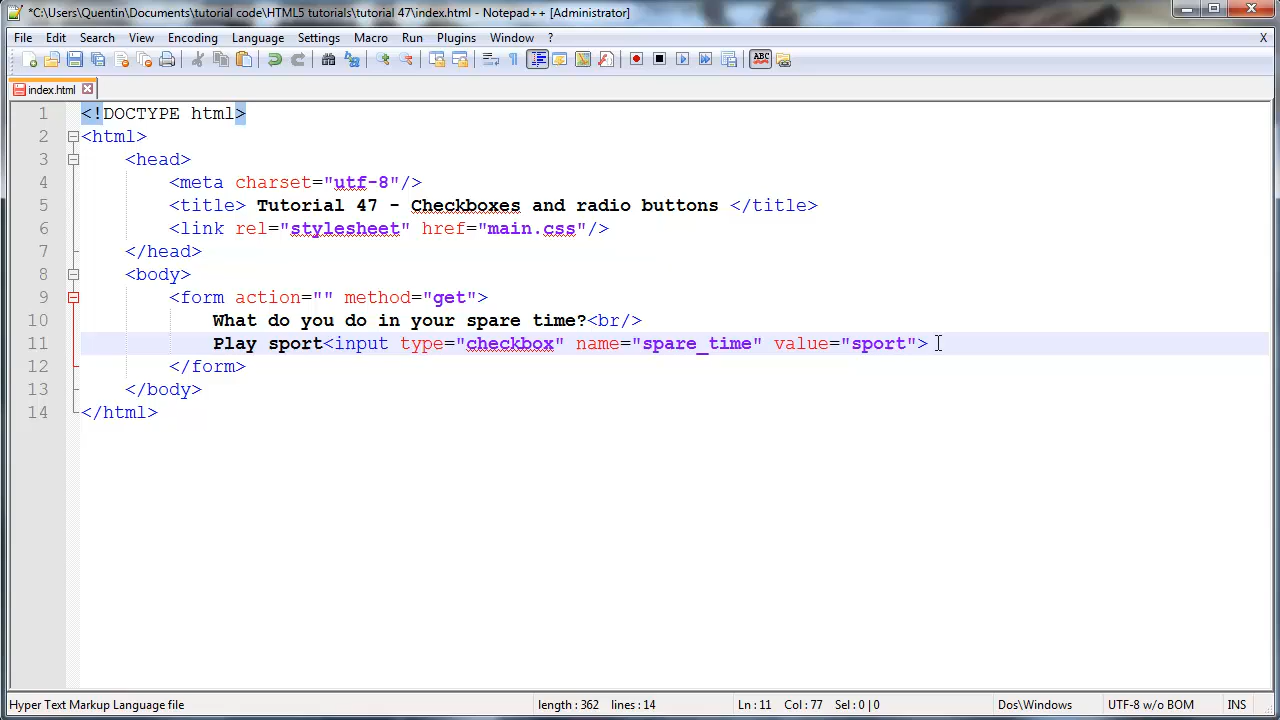 *C:\Users\Quentin\Documents\tutorial code\HTML5 tutorials\tutorial 47\index.html - Notepad++ [Administrator]
File Edit Search View Encoding Language Settings Macro Run Plugins Window ? X
ABC
index.html
1 <!DOCTYPE html>
2 <html>
3 <head>
4 <meta charset="utf-8"/>
5 <title> Tutorial 47 - Checkboxes and radio buttons </title>
6 <link rel="stylesheet" href="main.css"/>
7 </head>
8 <body>
9 <form action="" method="get">
10 What do you do in your spare time?<br/>
11 Play sport<input type="checkbox" name="spare_time" value="sport">
12 </form>
13 </body>
14 </html>
Hyper Text Markup Language file length : 362 lines : 14 Ln : 11 Col : 77 Sel : 0 | 0 Dos\Windows UTF-8 w/o BOM INS